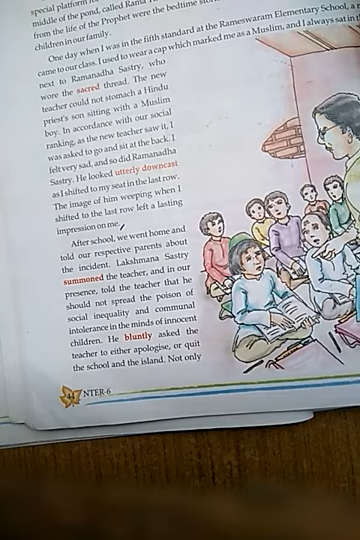 special platform
middle of the pond, called Rama
from the life of the Prophet were the bedtime
children in our family.
One day when I was in the fifth standard at the Rameswaram Elementary School, a
came to our class. I used to wear a cap which marked me as a Muslim, and I always sat in
next to Ramanadha Sastry, who
wore the sacred thread. The new
teacher could not stomach a Hindu
priest's son sitting with a Muslim
boy. In accordance with our social
ranking, as the new teacher saw it, I
was asked to go and sit at the back. I
felt very sad, and so did Ramanadha
Sastry. He looked utterly downcast
as I shifted to my seat in the last row.
The image of him weeping when I
shifted to the last row left a lasting
impression on me.
After school, we went home and
told our respective parents about
the incident. Lakshmana Sastry
summoned the teacher, and in our
presence, told the teacher that he
should not spread the poison of
social inequality and communal
intolerance in the minds of innocent
children. He bluntly asked the
teacher to either apologise, or quit
the school and the island. Not only
NTER-6